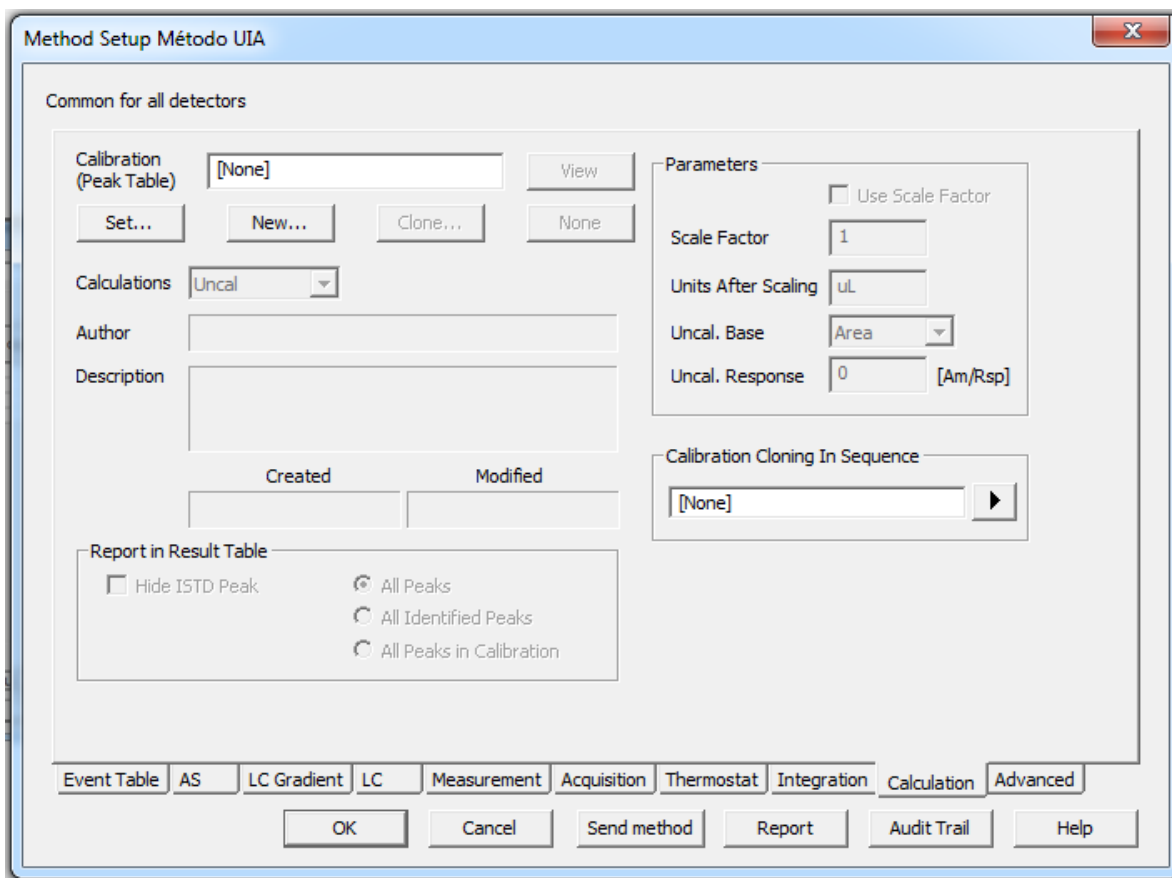 Method Setup Método UIA
Common for all detectors
Calibration
(Peak Table)
[None]
View
Set...
New...
Clone...
None
Calculations
Uncal
Author
Description
Created
Modified
Report in Result Table
Hide ISTD Peak
All Peaks
All Identified Peaks
All Peaks in Calibration
Parameters
Use Scale Factor
Scale Factor
1
Units After Scaling
uL
Uncal. Base
Area
Uncal. Response
0
[Am/Rsp]
Calibration Cloning In Sequence
[None]
Event Table
AS
LC Gradient
LC
Measurement
Acquisition
Thermostat
Integration
Calculation
Advanced
OK
Cancel
Send method
Report
Audit Trail
Help